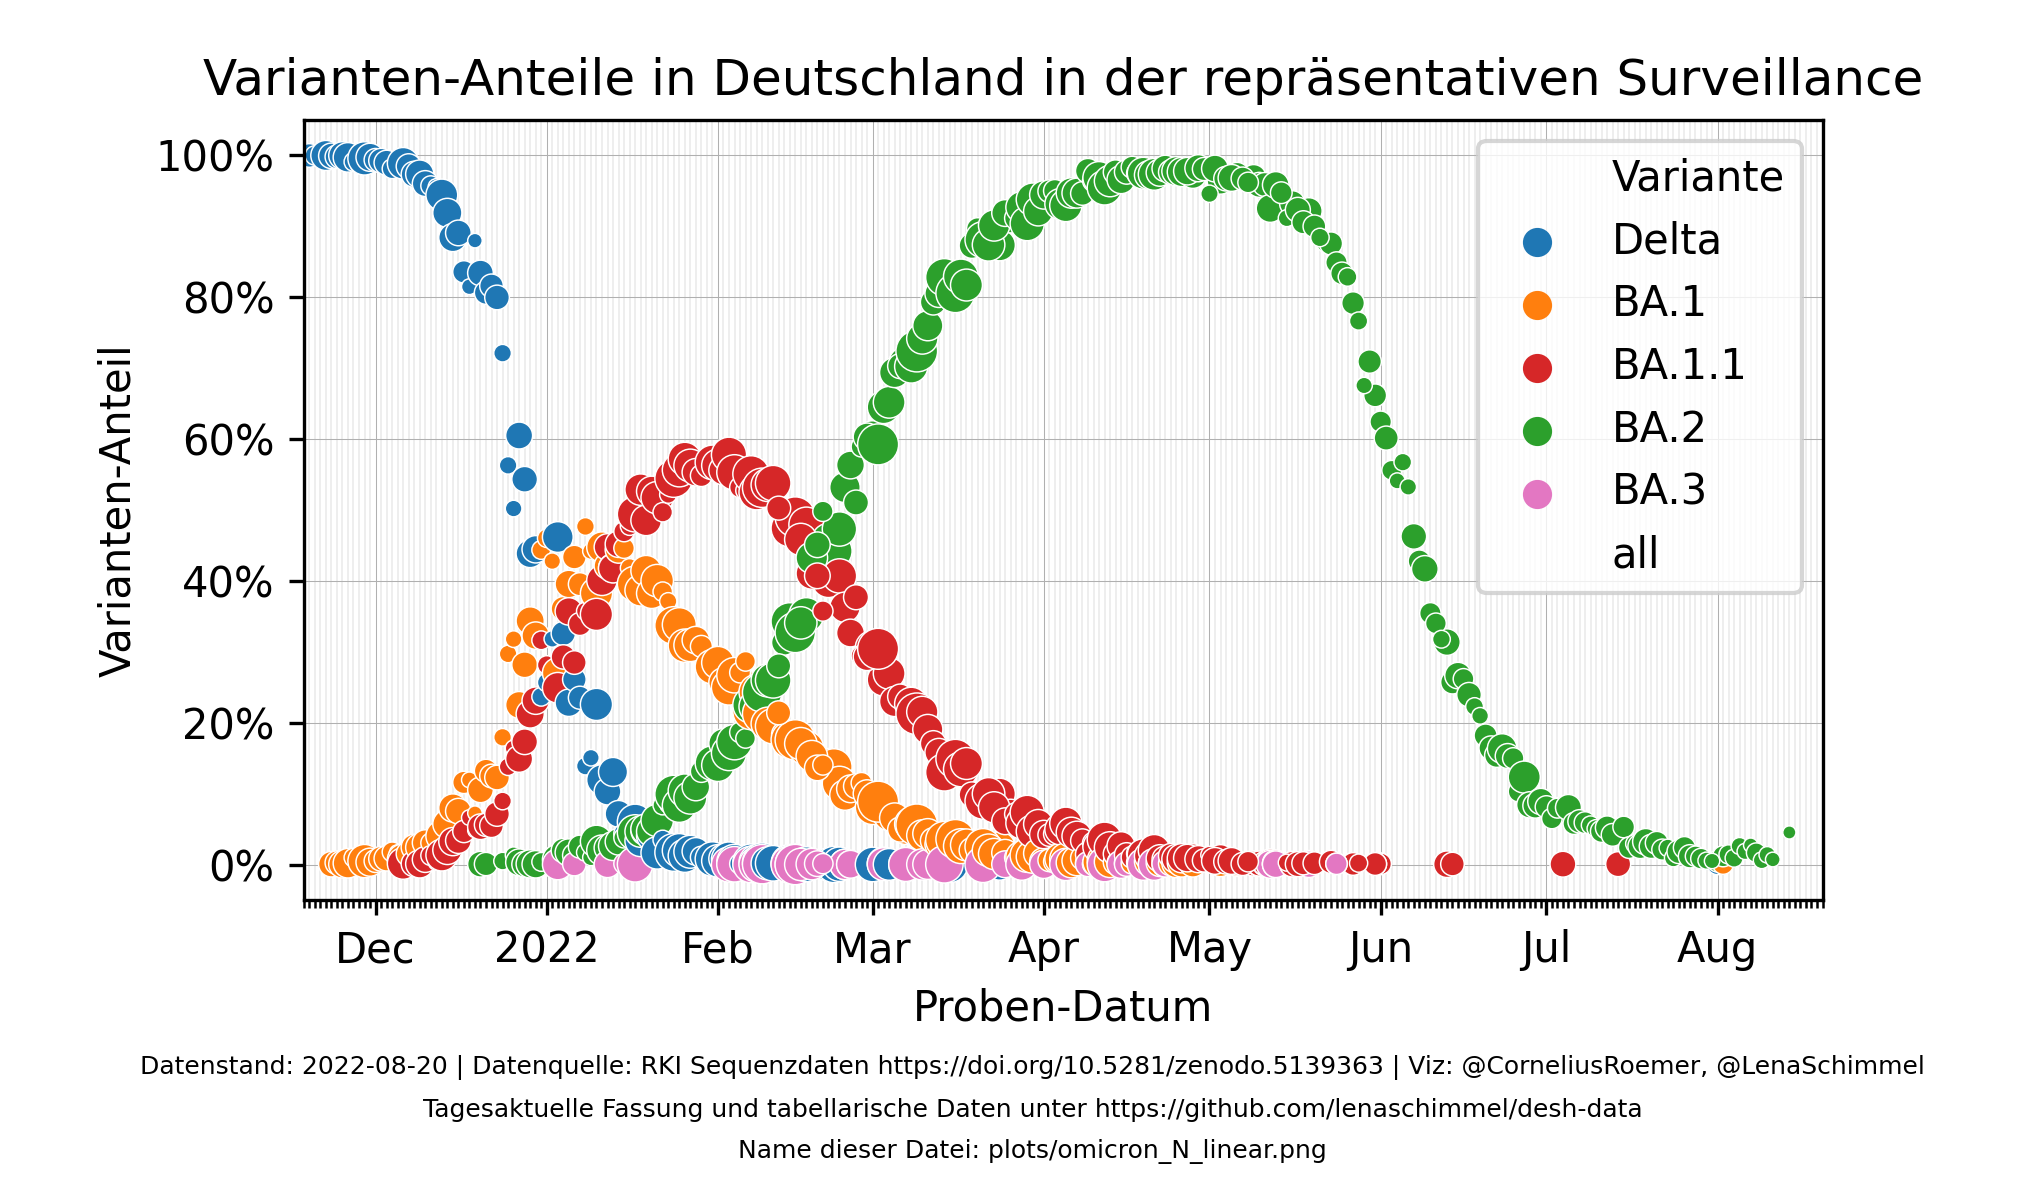 Varianten-Anteile in Deutschland in der repräsentativen Surveillance
Varianten-Anteil
100%
80%
60%
40%
20%
0%
Variante
Delta
BA.1
BA.1.1
BA.2
BA.3
all
Dec 2022 Feb Mar Apr May Jun Jul Aug
Proben-Datum
Datenstand: 2022-08-20 | Datenquelle: RKI Sequenzdaten https://doi.org/10.5281/zenodo.5139363 | Viz: @CorneliusRoemer, @LenaSchimmel
Tagesaktuelle Fassung und tabellarische Daten unter https://github.com/lenaschimmel/desh-data
Name dieser Datei: plots/omicron_N_linear.png